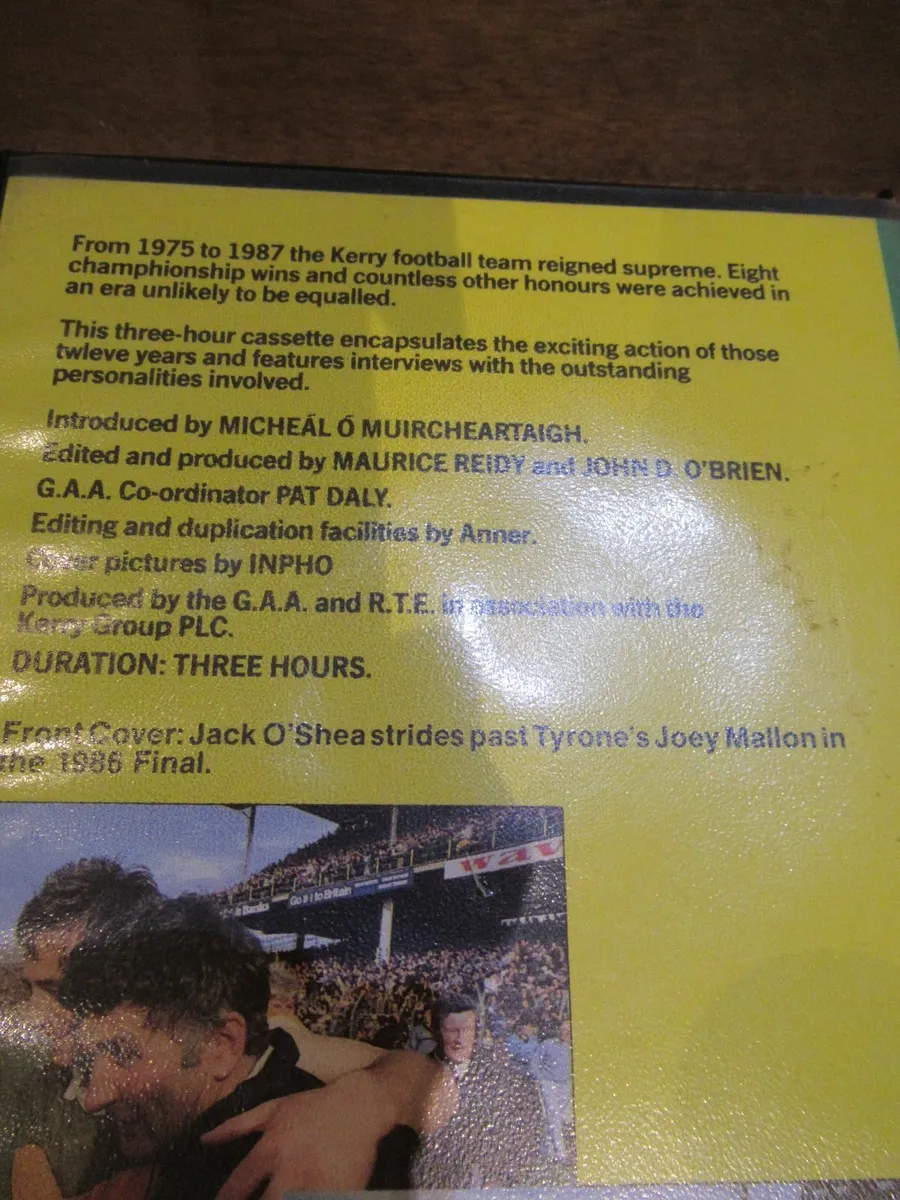 From 1975 to 1987 the Kerry football team reigned supreme. Eight
champhionship wins and countless other honours were achieved in
an era unlikely to be equalled.
This three-hour cassette encapsulates the exciting action of those
twleve years and features interviews with the outstanding
personalities involved.
Introduced by MICHEÁL Ó MUIRCHEARTAIGH.
Edited and produced by MAURICE REIDY and JOHN D. O'BRIEN.
G.A.A. Co-ordinator PAT DALY.
Editing and duplication facilities by Anner.
Cover pictures by INPHO
Produced by the G.A.A. and R.T.E. in association with the
Kerry Group PLC.
DURATION: THREE HOURS.
Front Cover: Jack O'Shea strides past Tyrone's Joey Mallon in
the 1986 Final.